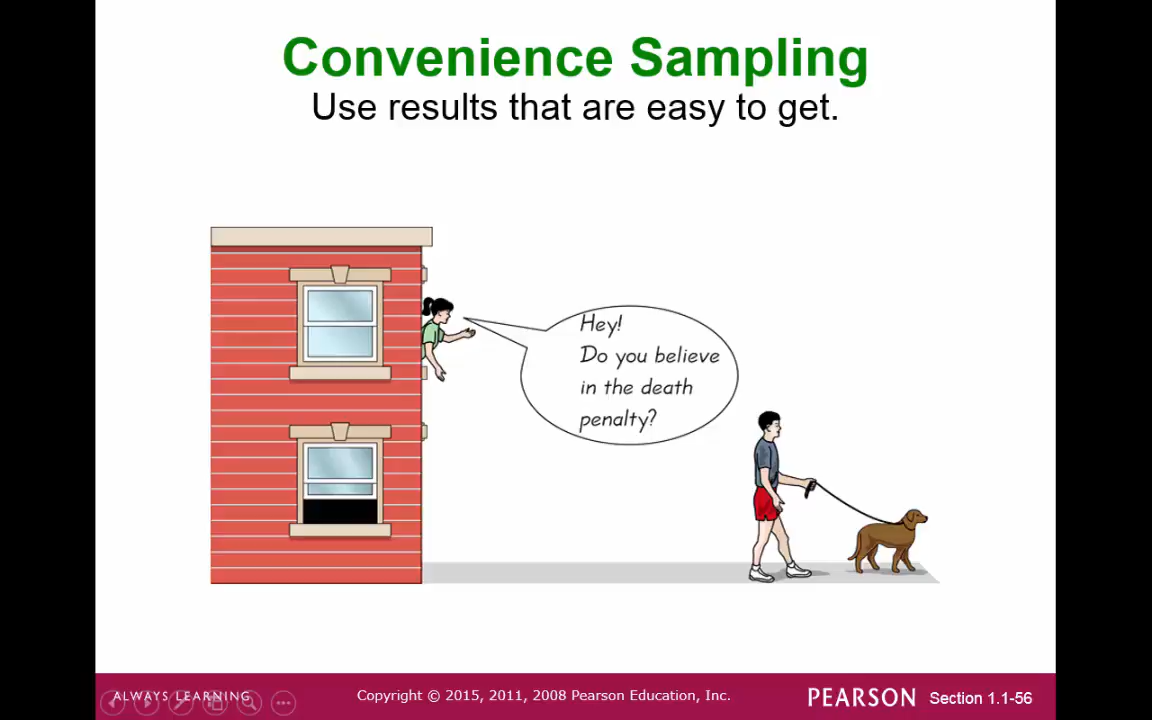 Convenience Sampling
Use results that are easy to get.
Hey!
Do you believe
in the death
penalty?
ALWAYS LEARNING
Copyright © 2015, 2011, 2008 Pearson Education, Inc.
PEARSON
Section 1.1-56